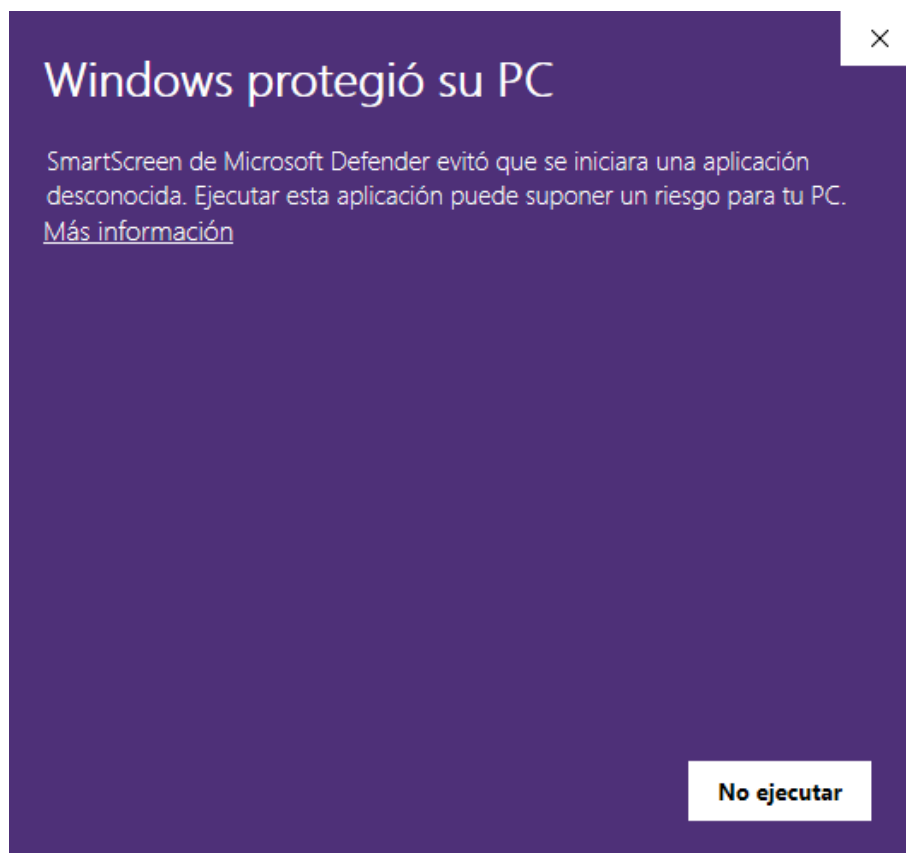 Windows protegió su PC
SmartScreen de Microsoft Defender evitó que se iniciara una aplicación
desconocida. Ejecutar esta aplicación puede suponer un riesgo para tu PC.
Más información
No ejecutar